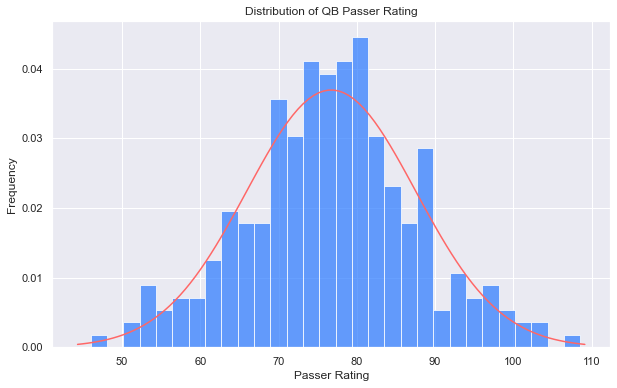 Distribution of QB Passer Rating
Frequency
0.04
0.03
0.02
0.01
0.00
50 60 70 80 90 100 110
Passer Rating